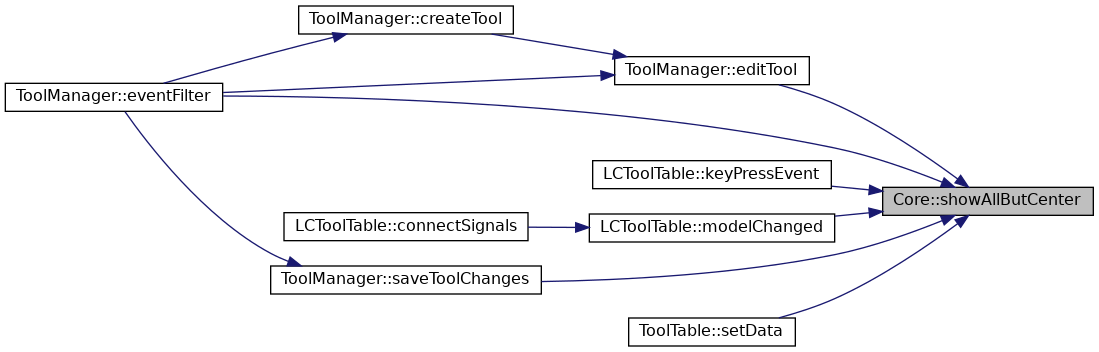 ToolManager::createTool
ToolManager::editTool
ToolManager::eventFilter
LCToolTable::keyPressEvent
Core::showAllButCenter
LCToolTable::connectSignals
LCToolTable::modelChanged
ToolManager::saveToolChanges
ToolTable::setData